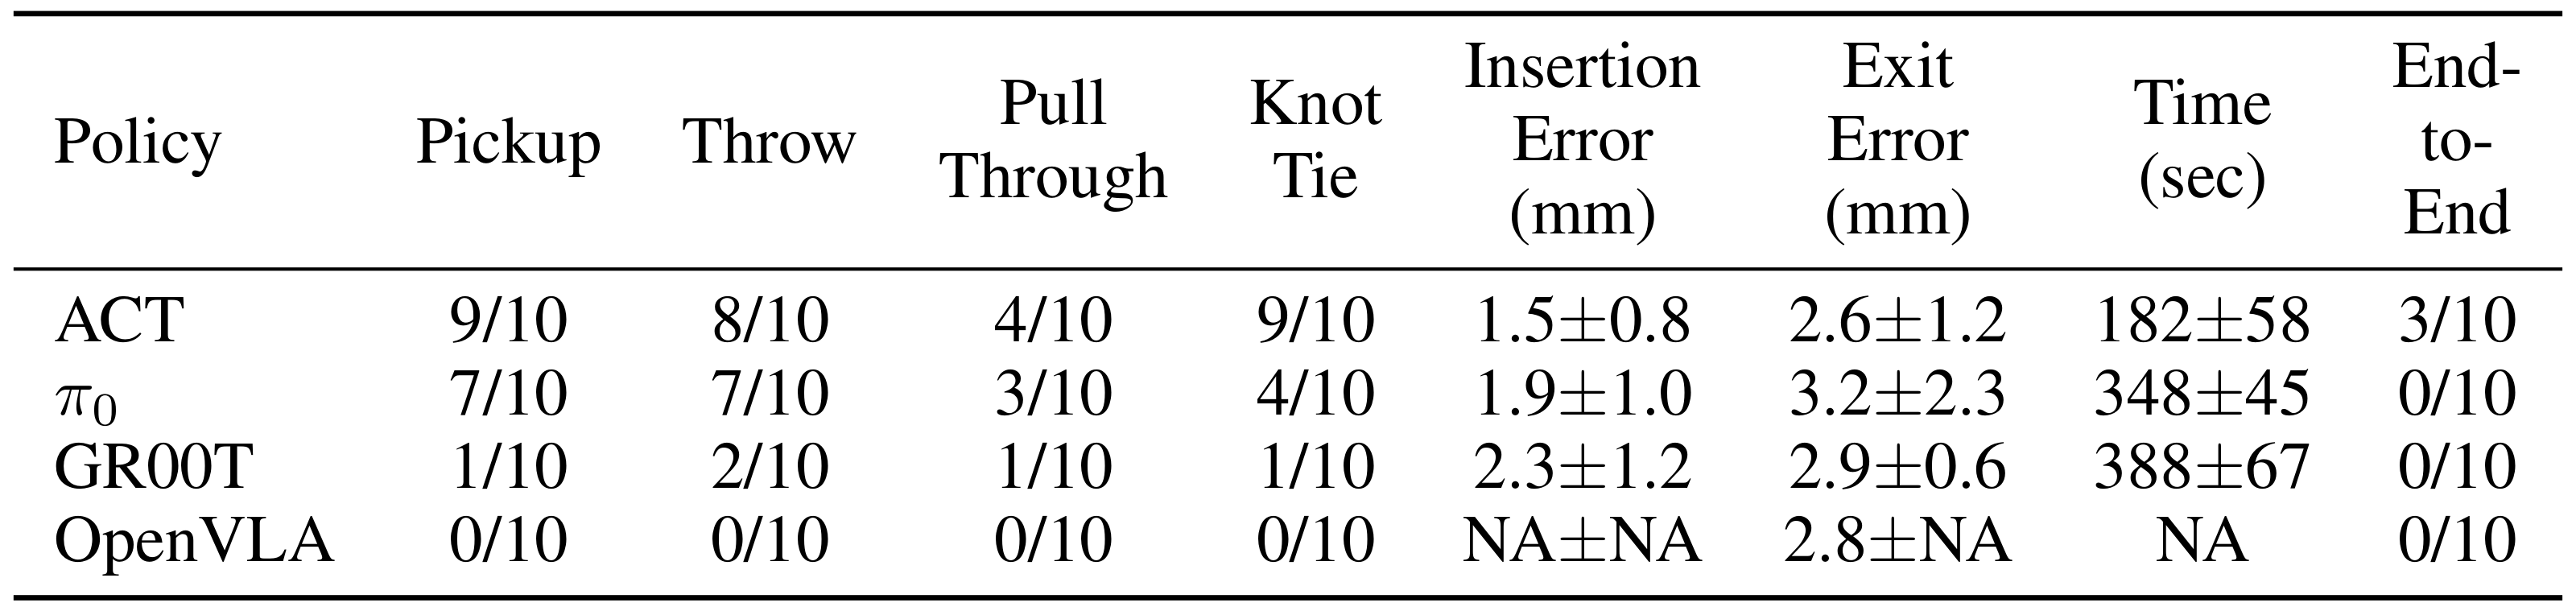 Policy Pickup Throw Pull Through Knot Tie Insertion Error (mm) Exit Error (mm) Time (sec) End-to-End
ACT 9/10 8/10 4/10 9/10 1.5±0.8 2.6±1.2 182±58 3/10
π₀ 7/10 7/10 3/10 4/10 1.9±1.0 3.2±2.3 348±45 0/10
GR00T 1/10 2/10 1/10 1/10 2.3±1.2 2.9±0.6 388±67 0/10
OpenVLA 0/10 0/10 0/10 0/10 NA±NA 2.8±NA NA 0/10